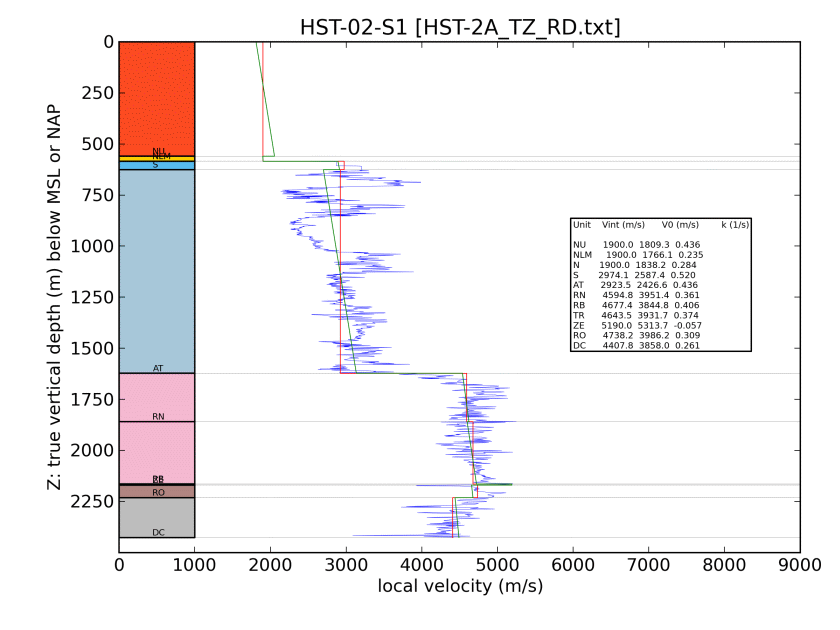 HST-02-S1 [HST-2A_TZ_RD.txt]
Z: true vertical depth (m) below MSL or NAP
0
250
500
750
1000
1250
1500
1750
2000
2250
NU
NLM
S
AT
RN
RB
RO
DC
Unit Vint (m/s) V0 (m/s) k (1/s)
NU 1900.0 1809.3 0.436
NLM 1900.0 1766.1 0.235
N 1900.0 1838.2 0.284
S 2974.1 2587.4 0.520
AT 2923.5 2426.6 0.436
RN 4594.8 3951.4 0.361
RB 4677.4 3844.8 0.406
TR 4643.5 3931.7 0.374
ZE 5190.0 5313.7 -0.057
RO 4738.2 3986.2 0.309
DC 4407.8 3858.0 0.261
0 1000 2000 3000 4000 5000 6000 7000 8000 9000
local velocity (m/s)